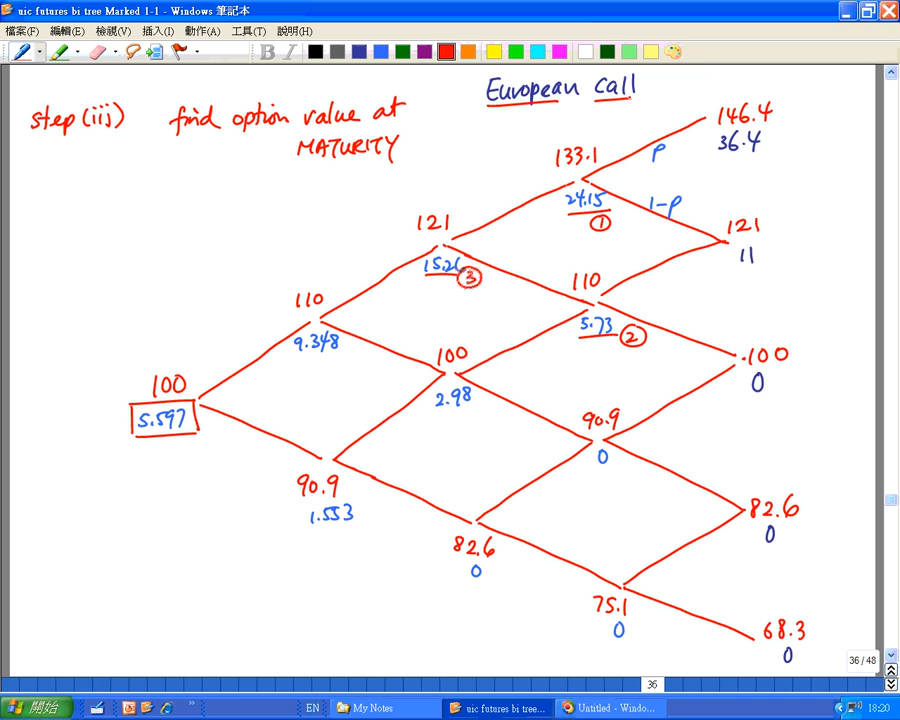 uic futures bi tree Marked 1-1 - Windows 筆記本
檔案(F) 編輯(E) 檢視(V) 插入(I) 動作(A) 工具(T) 說明(H)
B I
European Call
step(iii) find option value at
MATURITY
146.4
36.4
133.1
P
24.15
1-P
①
121
121
11
15.26
③
110
110
5.73
②
9.348
100
.100
2.98
0
100
5.597
90.9
0
90.9
1.553
82.6
0
82.6
0
75.1
0
68.3
0
36 / 48
36
開始
EN
My Notes
uic futures bi tree...
Untitled - Window...
18:20